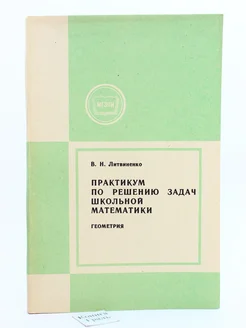 В. Н. Литвиненко
ПРАКТИКУМ
ПО РЕШЕНИЮ ЗАДАЧ
ШКОЛЬНОЙ
МАТЕМАТИКИ
ГЕОМЕТРИЯ